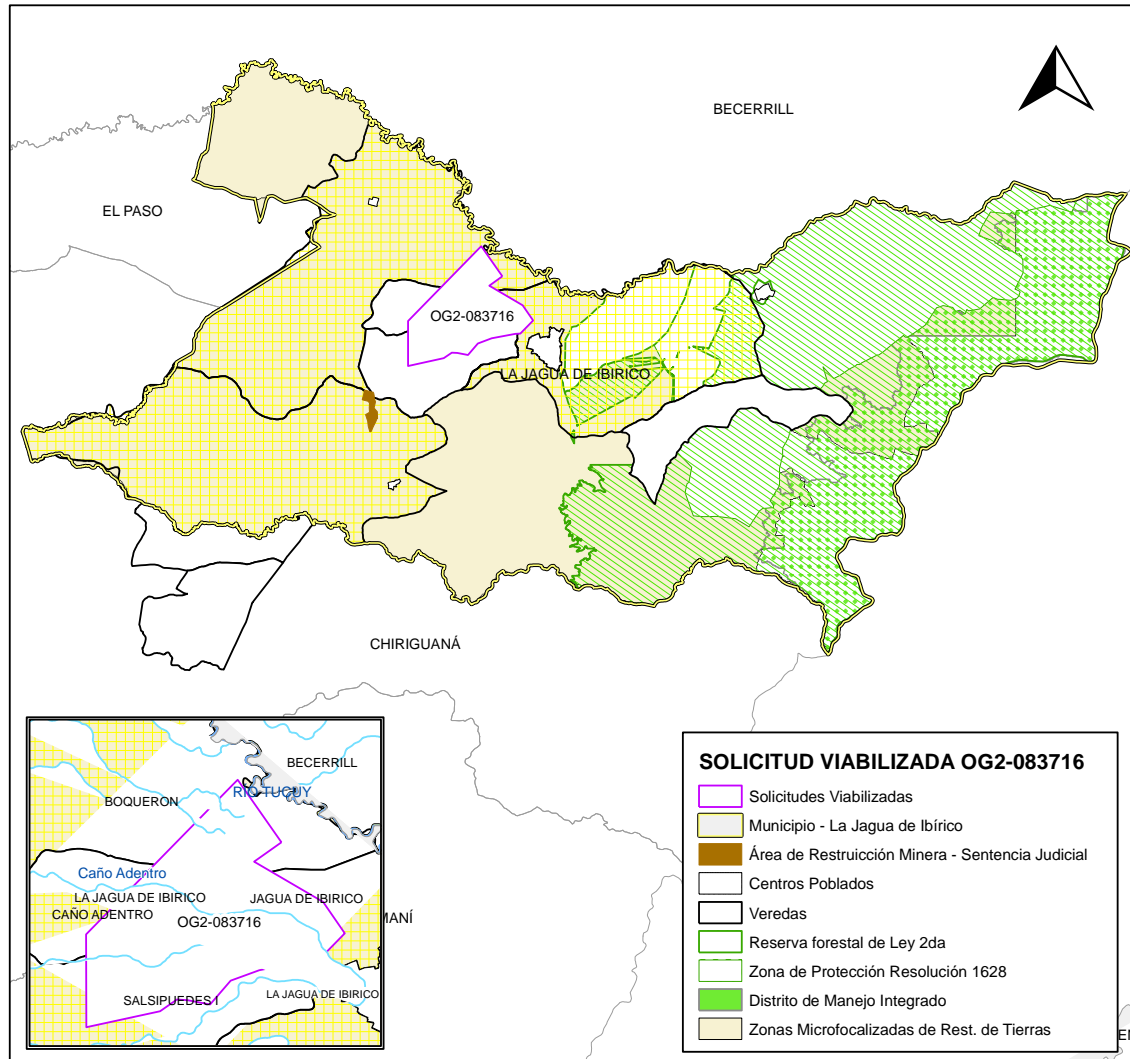 BECERRILL
EL PASO
OG2-083716
LA JAGUA DE IBIRICO
CHIRIGUANÁ
BECERRILL
RIO TUCUY
BOQUERON
Caño Adentro
LA JAGUA DE IBIRICO
JAGUA DE IBIRICO
CAÑO ADENTRO
MANÍ
OG2-083716
SALSIPUEDES I
LA JAGUA DE IBIRICO
SOLICITUD VIABILIZADA OG2-083716
Solicitudes Viabilizadas
Municipio - La Jagua de Ibírico
Área de Restruicción Minera - Sentencia Judicial
Centros Poblados
Veredas
Reserva forestal de Ley 2da
Zona de Protección Resolución 1628
Distrito de Manejo Integrado
Zonas Microfocalizadas de Rest. de Tierras